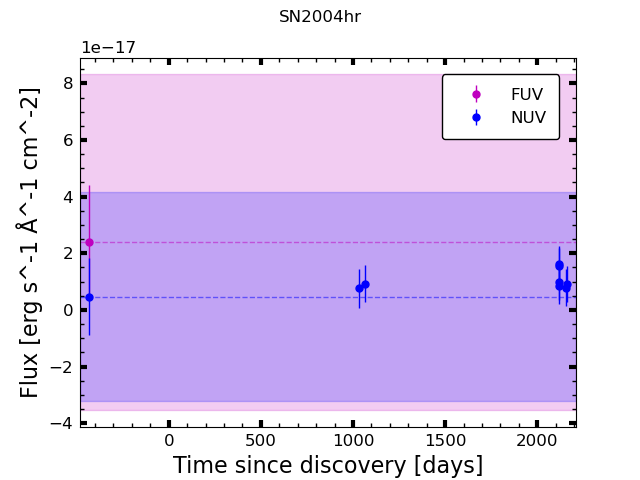 SN2004hr
1e−17
8
6
4
2
0
−2
−4
0 500 1000 1500 2000
Flux [erg s^-1 Å^-1 cm^-2]
Time since discovery [days]
FUV
NUV